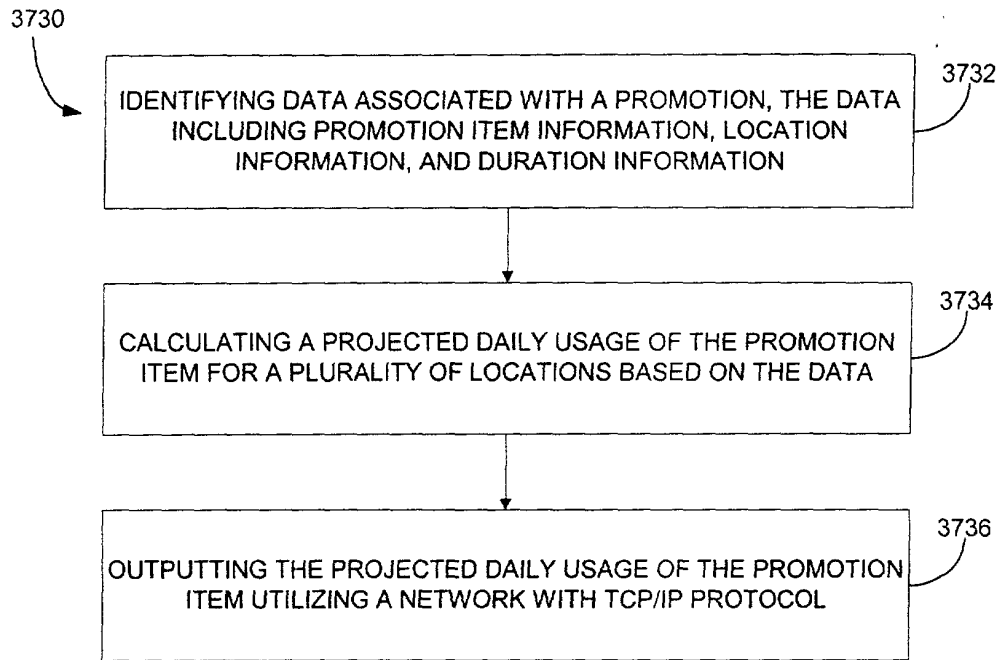 3730
3732
IDENTIFYING DATA ASSOCIATED WITH A PROMOTION, THE DATA
INCLUDING PROMOTION ITEM INFORMATION, LOCATION
INFORMATION, AND DURATION INFORMATION
3734
CALCULATING A PROJECTED DAILY USAGE OF THE PROMOTION
ITEM FOR A PLURALITY OF LOCATIONS BASED ON THE DATA
3736
OUTPUTTING THE PROJECTED DAILY USAGE OF THE PROMOTION
ITEM UTILIZING A NETWORK WITH TCP/IP PROTOCOL